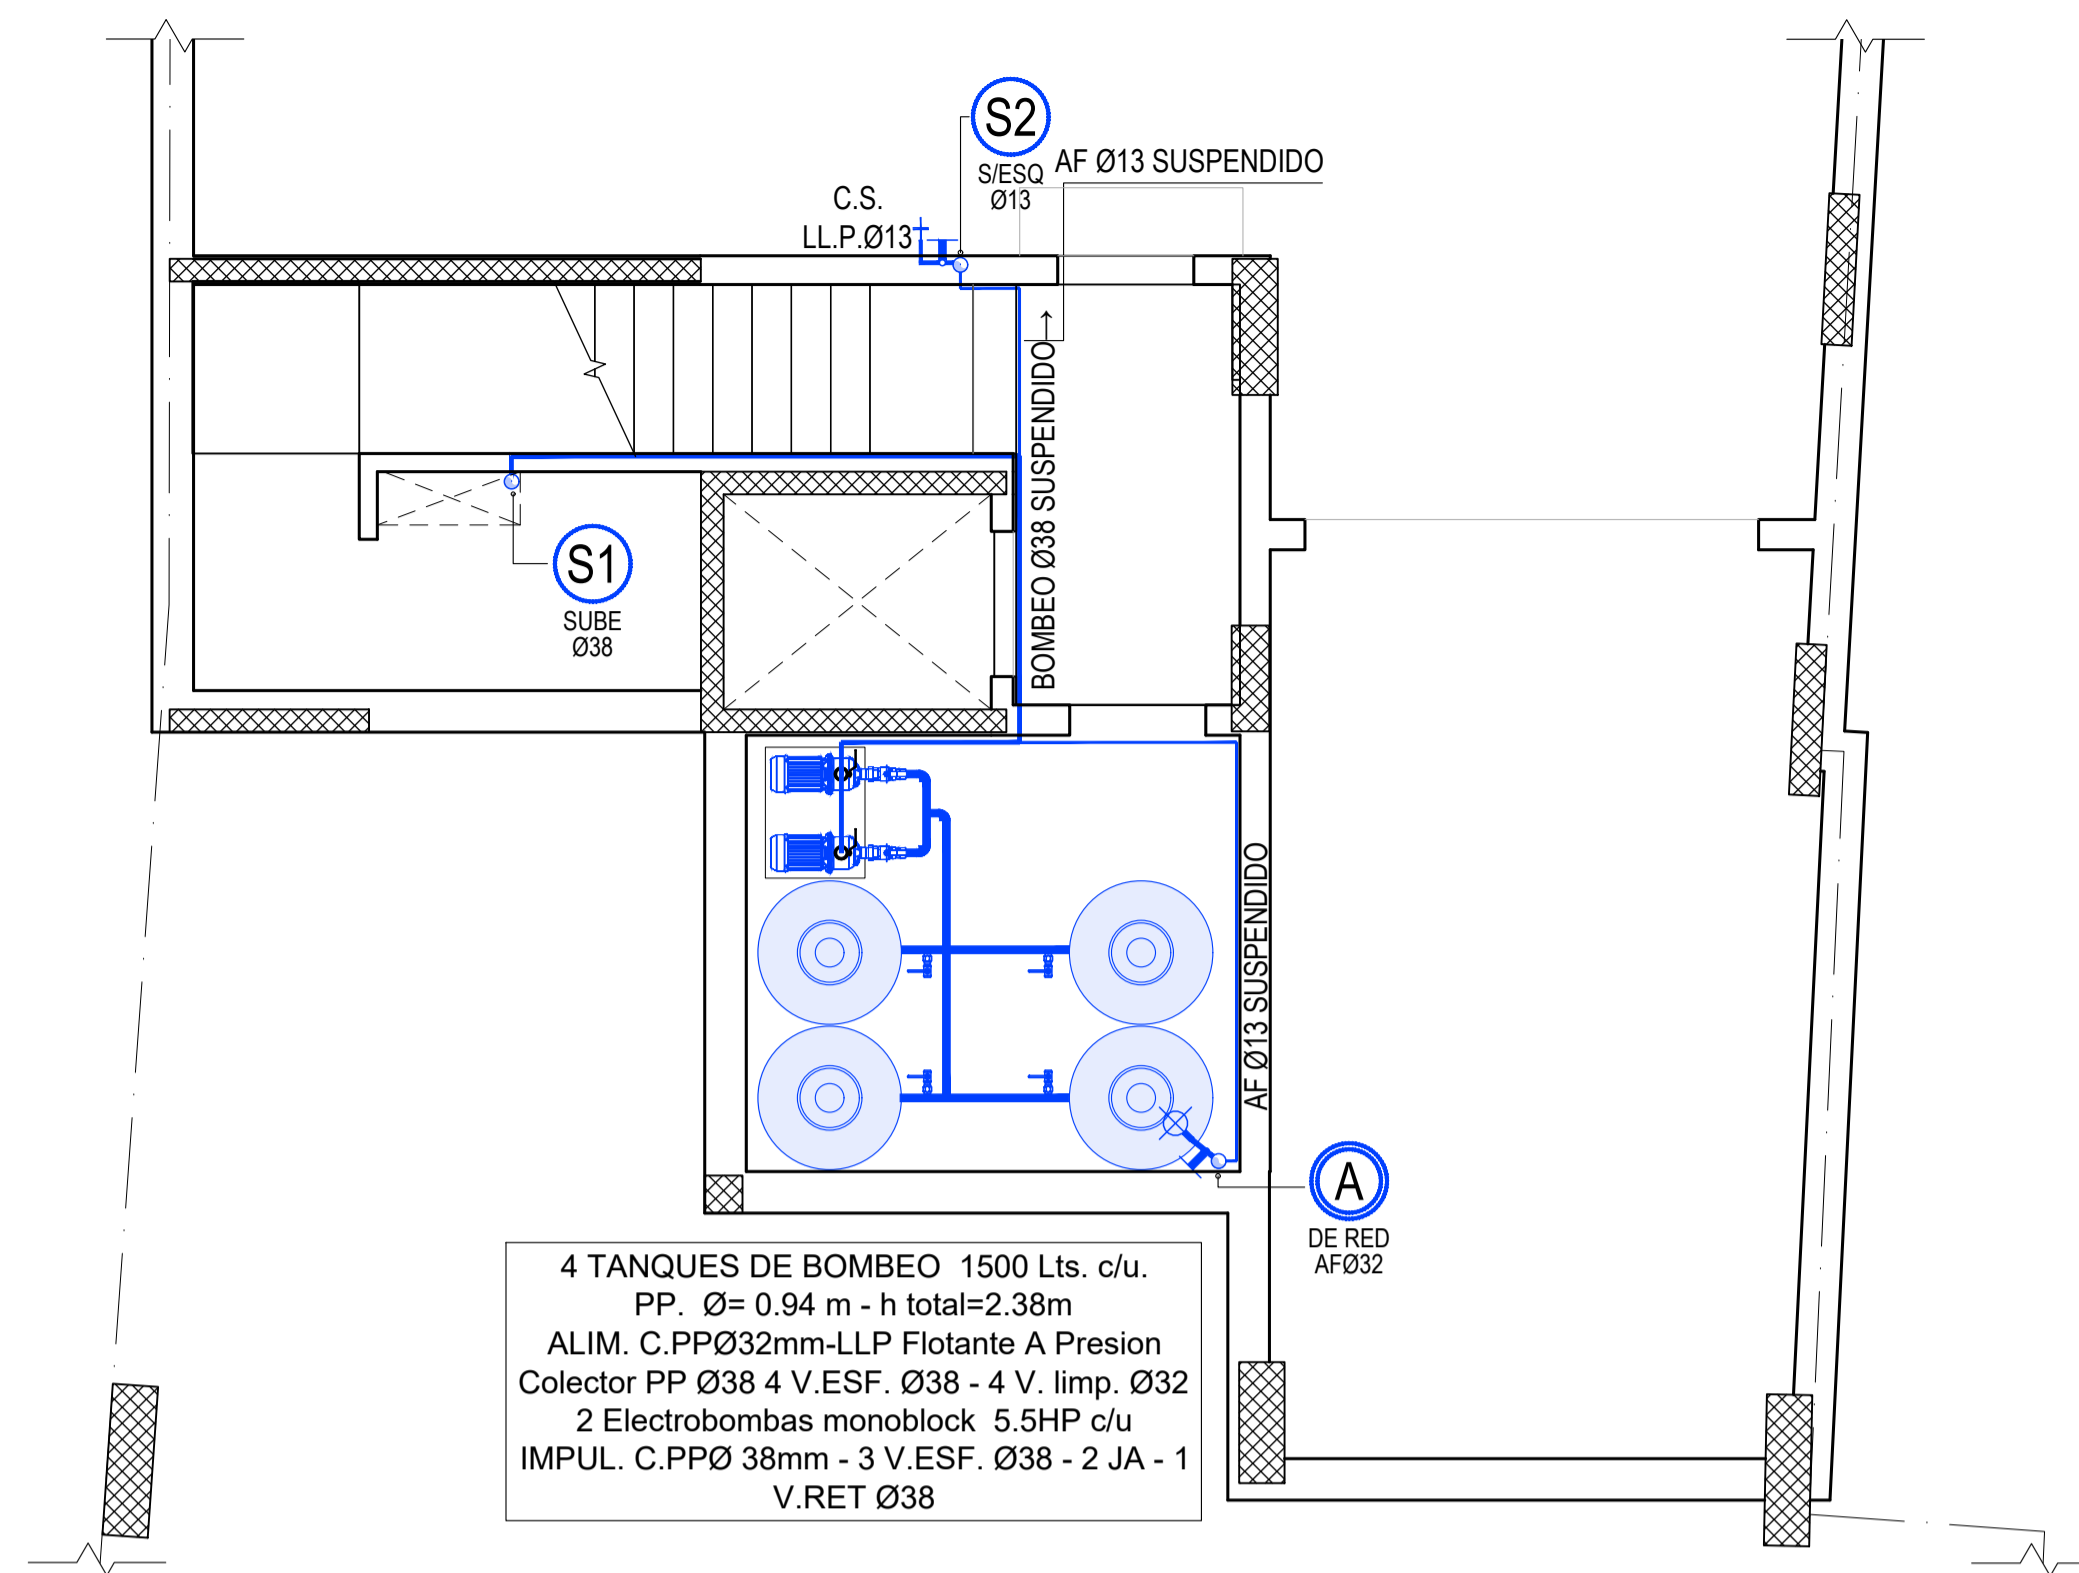 S2
S/ESQ
Ø13
AF Ø13 SUSPENDIDO
C.S.
LL.P.Ø13
BOMBEO Ø38 SUSPENDIDO→
S1
SUBE
Ø38
AF Ø13 SUSPENDIDO
A
DE RED
AFØ32
4 TANQUES DE BOMBEO 1500 Lts. c/u.
PP. Ø= 0.94 m - h total=2.38m
ALIM. C.PPØ32mm-LLP Flotante A Presion
Colector PP Ø38 4 V.ESF. Ø38 - 4 V. limp. Ø32
2 Electrobombas monoblock 5.5HP c/u
IMPUL. C.PPØ 38mm - 3 V.ESF. Ø38 - 2 JA - 1
V.RET Ø38